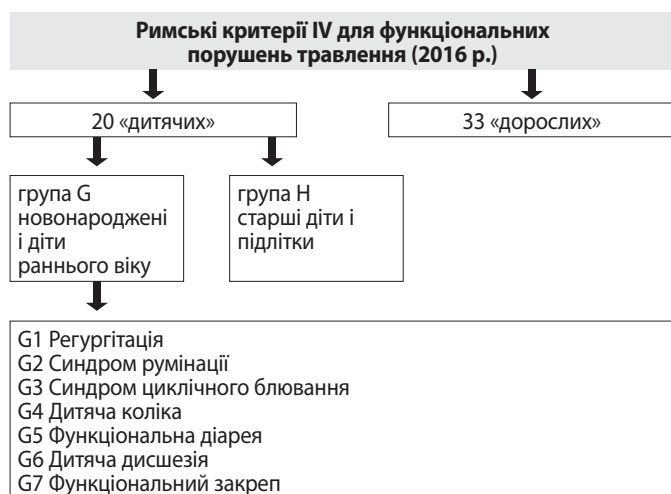 Римські критерії IV для функціональних
порушень травлення (2016 р.)
20 «дитячих»
33 «дорослих»
група G
новонароджені
і діти
раннього віку
група H
старші діти і
підлітки
G1 Регургітація
G2 Синдром румінації
G3 Синдром циклічного блювання
G4 Дитяча коліка
G5 Функціональна діарея
G6 Дитяча дисшезія
G7 Функціональний закреп